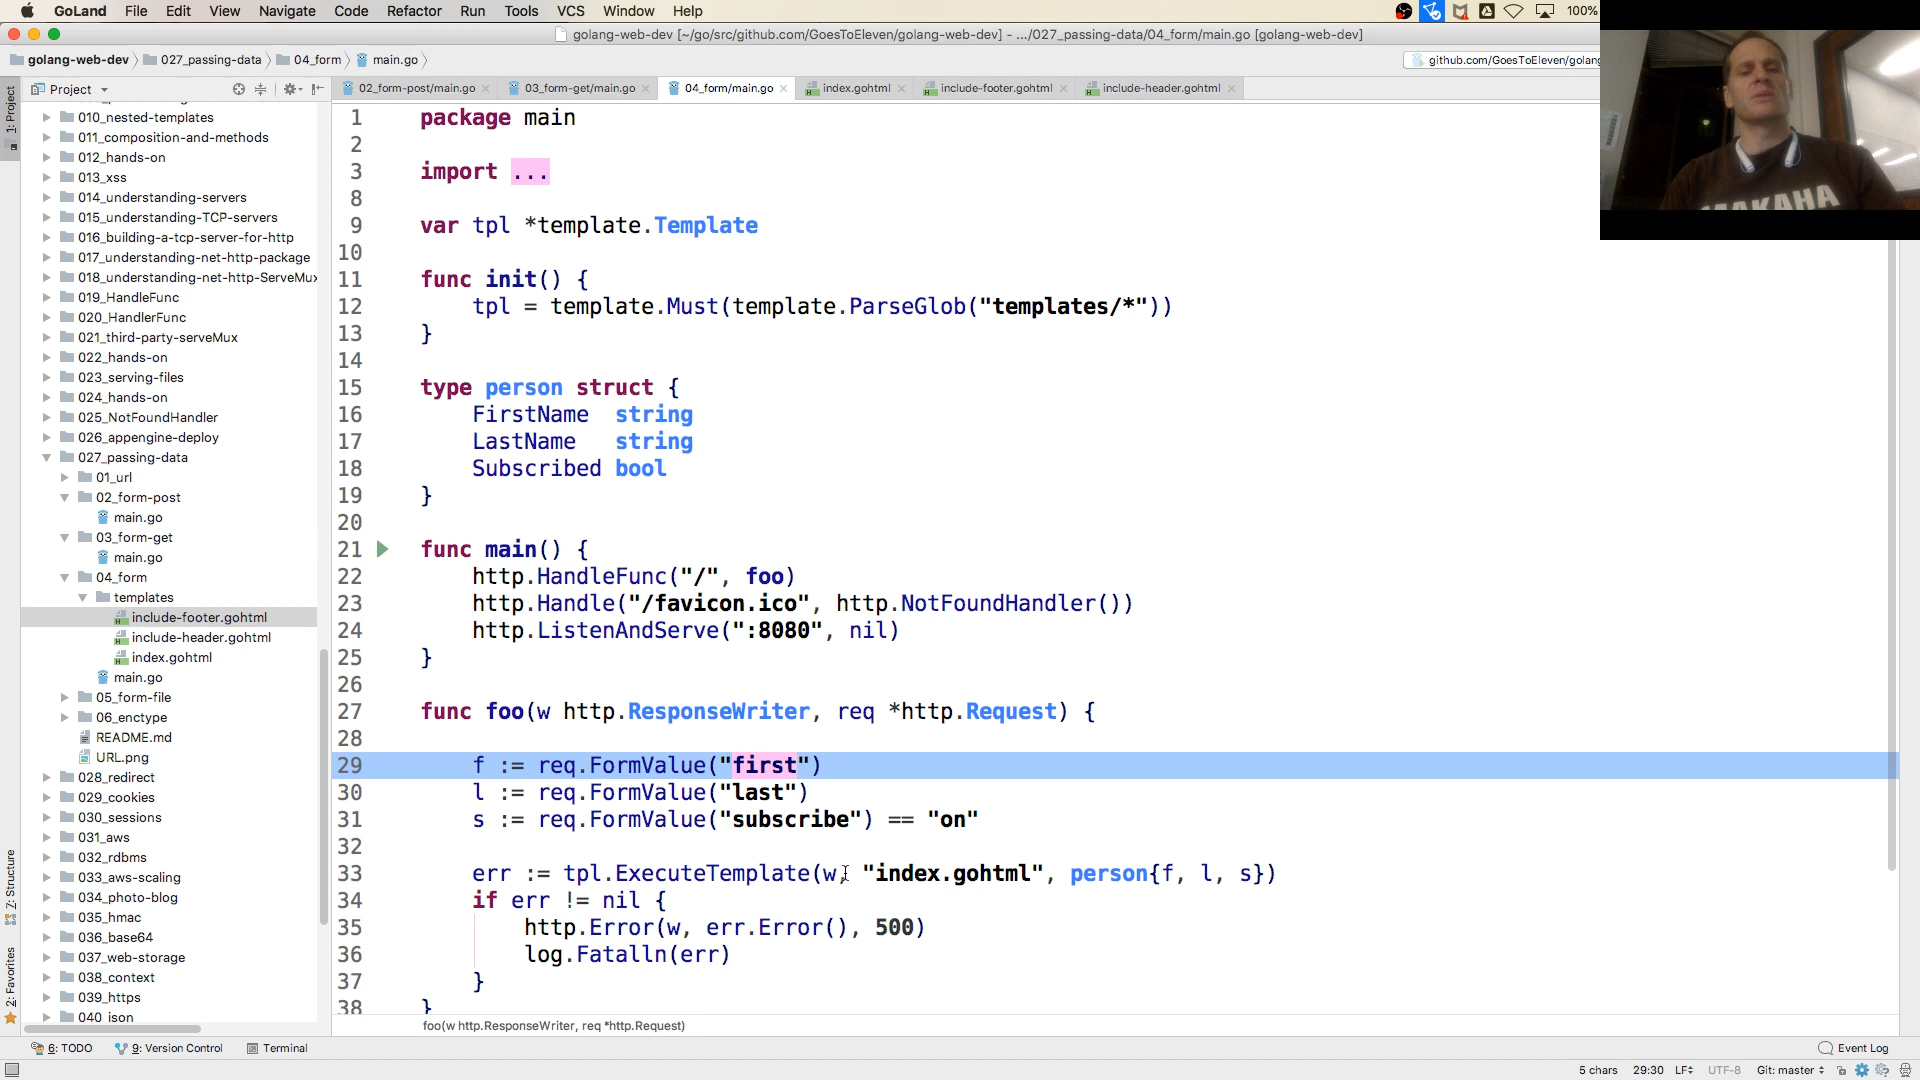 GoLand File Edit View Navigate Code Refactor Run Tools VCS Window Help 100%
golang-web-dev [~/go/src/github.com/GoesToEleven/golang-web-dev] - .../027_passing-data/04_form/main.go [golang-web-dev]
golang-web-dev 027_passing-data 04_form main.go github.com/GoesToEleven/golang
Project 02_form-post/main.go 03_form-get/main.go 04_form/main.go index.gohtml include-footer.gohtml include-header.gohtml
1: Project
7: Structure
2: Favorites
010_nested-templates
011_composition-and-methods
012_hands-on
013_xss
014_understanding-servers
015_understanding-TCP-servers
016_building-a-tcp-server-for-http
017_understanding-net-http-package
018_understanding-net-http-ServeMux
019_HandleFunc
020_HandlerFunc
021_third-party-serveMux
022_hands-on
023_serving-files
024_hands-on
025_NotFoundHandler
026_appengine-deploy
027_passing-data
01_url
02_form-post
main.go
03_form-get
main.go
04_form
templates
include-footer.gohtml
include-header.gohtml
index.gohtml
main.go
05_form-file
06_enctype
README.md
URL.png
028_redirect
029_cookies
030_sessions
031_aws
032_rdbms
033_aws-scaling
034_photo-blog
035_hmac
036_base64
037_web-storage
038_context
039_https
040_json
1 package main
2
3 import ...
8
9 var tpl *template.Template
10
11 func init() {
12 tpl = template.Must(template.ParseGlob("templates/*"))
13 }
14
15 type person struct {
16 FirstName string
17 LastName string
18 Subscribed bool
19 }
20
21 func main() {
22 http.HandleFunc("/", foo)
23 http.Handle("/favicon.ico", http.NotFoundHandler())
24 http.ListenAndServe(":8080", nil)
25 }
26
27 func foo(w http.ResponseWriter, req *http.Request) {
28
29 f := req.FormValue("first")
30 l := req.FormValue("last")
31 s := req.FormValue("subscribe") == "on"
32
33 err := tpl.ExecuteTemplate(w, "index.gohtml", person{f, l, s})
34 if err != nil {
35 http.Error(w, err.Error(), 500)
36 log.Fatalln(err)
37 }
38 }
foo(w http.ResponseWriter, req *http.Request)
6: TODO 9: Version Control Terminal Event Log
5 chars 29:30 LF UTF-8 Git: master
MAKAHA